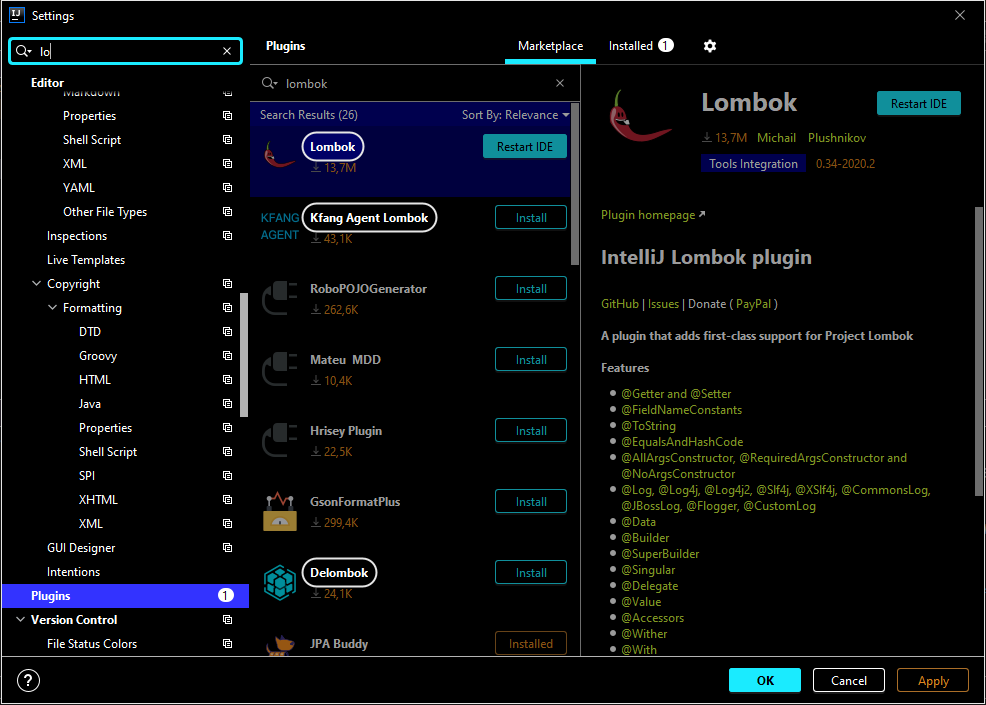 IJ Settings
lo
Editor
Markdown
Properties
Shell Script
XML
YAML
Other File Types
Inspections
Live Templates
Copyright
Formatting
DTD
Groovy
HTML
Java
Properties
Shell Script
SPI
XHTML
XML
GUI Designer
Intentions
Plugins 1
Version Control
File Status Colors
Plugins
Marketplace
Installed 1
lombok
Search Results (26) Sort By: Relevance
Lombok
Restart IDE
13,7M
KFANG AGENT
Kfang Agent Lombok
Install
43,1K
RoboPOJOGenerator
Install
262,6K
Mateu MDD
Install
10,4K
Hrisey Plugin
Install
22,5K
GsonFormatPlus
Install
299,4K
Delombok
Install
24,1K
JPA Buddy
Installed
Lombok
Restart IDE
13,7M Michail Plushnikov
Tools Integration 0.34-2020.2
Plugin homepage ↗
IntelliJ Lombok plugin
GitHub | Issues | Donate ( PayPal )
A plugin that adds first-class support for Project Lombok
Features
@Getter and @Setter
@FieldNameConstants
@ToString
@EqualsAndHashCode
@AllArgsConstructor, @RequiredArgsConstructor and
@NoArgsConstructor
@Log, @Log4j, @Log4j2, @Slf4j, @XSlf4j, @CommonsLog,
@JBossLog, @Flogger, @CustomLog
@Data
@Builder
@SuperBuilder
@Singular
@Delegate
@Value
@Accessors
@Wither
@With
?
OK
Cancel
Apply